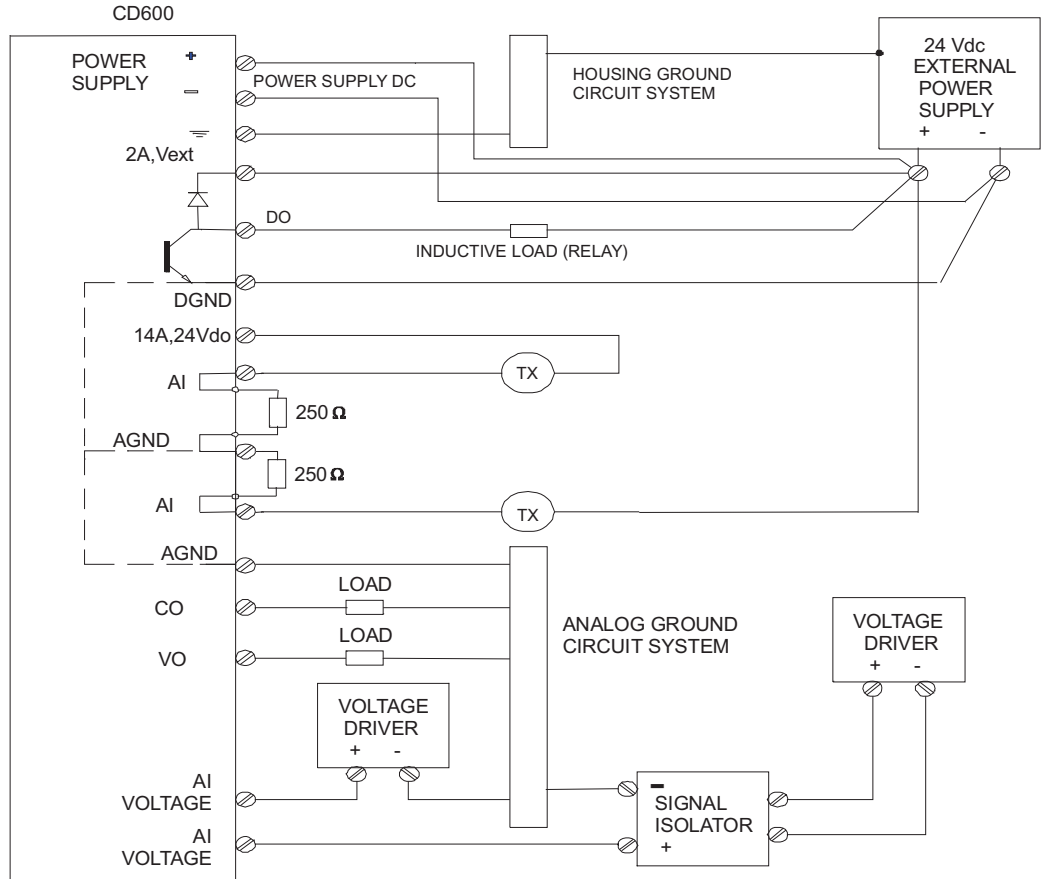 CD600
POWER
SUPPLY
+
−
POWER SUPPLY DC
HOUSING GROUND
CIRCUIT SYSTEM
24 Vdc
EXTERNAL
POWER
SUPPLY
+ -
2A,Vext
DO
INDUCTIVE LOAD (RELAY)
DGND
14A,24Vdo
TX
AI
250 Ω
AGND
250 Ω
AI
TX
AGND
LOAD
CO
LOAD
VO
ANALOG GROUND
CIRCUIT SYSTEM
VOLTAGE
DRIVER
+ -
VOLTAGE
DRIVER
+ -
AI
VOLTAGE
AI
VOLTAGE
−
SIGNAL
ISOLATOR
+